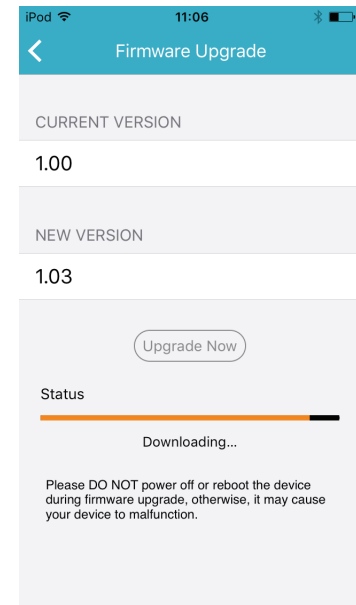 iPod 11:06
Firmware Upgrade
CURRENT VERSION
1.00
NEW VERSION
1.03
Upgrade Now
Status
Downloading...
Please DO NOT power off or reboot the device
during firmware upgrade, otherwise, it may cause
your device to malfunction.